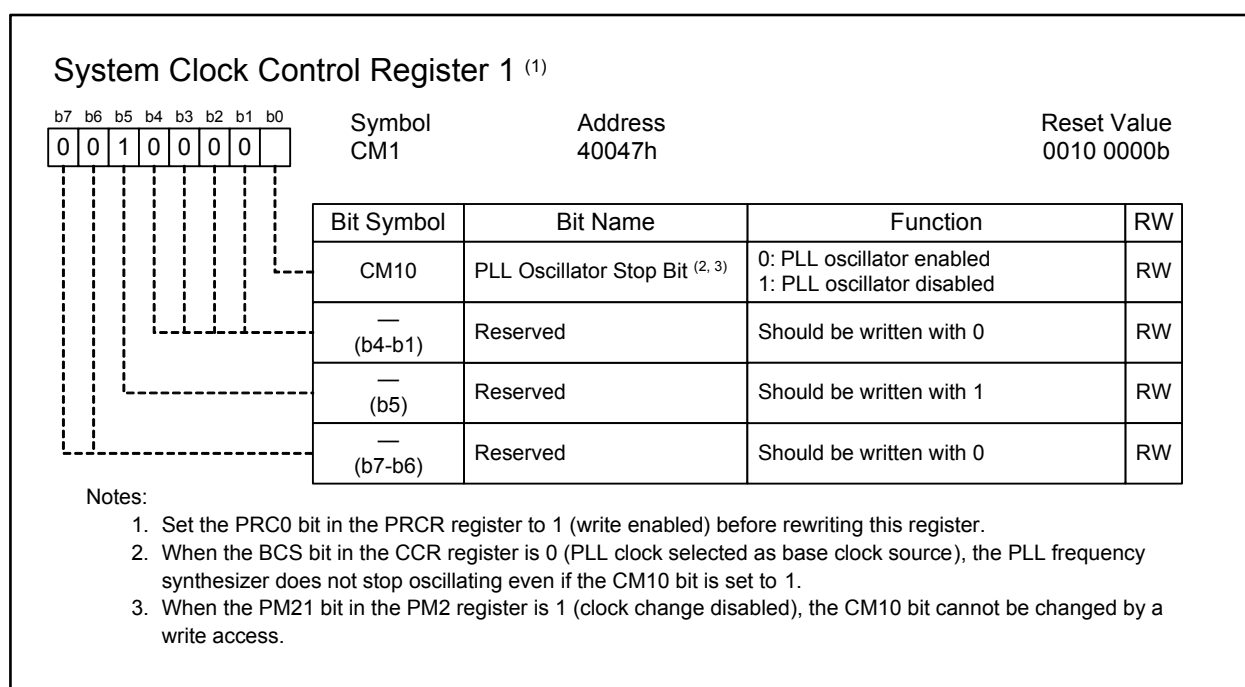 System Clock Control Register 1 (1)
b7 b6 b5 b4 b3 b2 b1 b0
0 0 1 0 0 0 0
Symbol Address Reset Value
CM1 40047h 0010 0000b
Bit Symbol Bit Name Function RW
CM10 PLL Oscillator Stop Bit (2, 3) 0: PLL oscillator enabled RW
1: PLL oscillator disabled
— (b4-b1) Reserved Should be written with 0 RW
— (b5) Reserved Should be written with 1 RW
— (b7-b6) Reserved Should be written with 0 RW
Notes:
1. Set the PRC0 bit in the PRCR register to 1 (write enabled) before rewriting this register.
2. When the BCS bit in the CCR register is 0 (PLL clock selected as base clock source), the PLL frequency
synthesizer does not stop oscillating even if the CM10 bit is set to 1.
3. When the PM21 bit in the PM2 register is 1 (clock change disabled), the CM10 bit cannot be changed by a
write access.